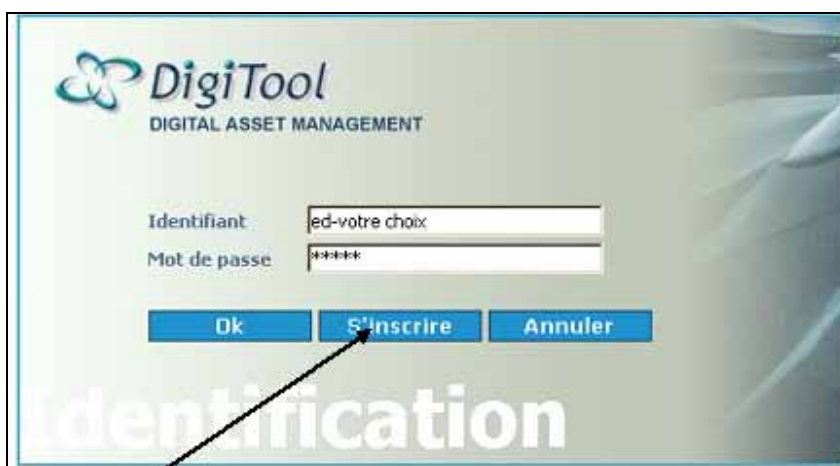 DigiTool
DIGITAL ASSET MANAGEMENT
Identifiant ed-votre choix
Mot de passe *****
Ok S'inscrire Annuler
Identification